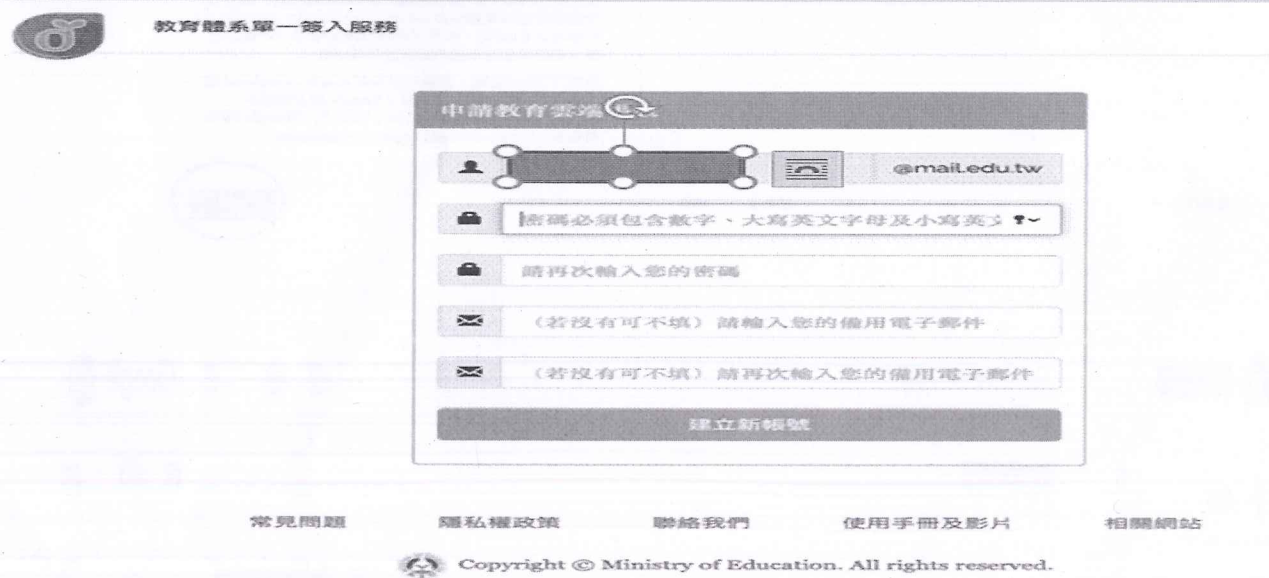 教育體系單一簽入服務
申請教育雲端
@mail.edu.tw
密碼必須包含數字、大寫英文字母及小寫英文
請再次輸入您的密碼
（若沒有可不填）請輸入您的備用電子郵件
（若沒有可不填）請再次輸入您的備用電子郵件
建立新帳號
常見問題 隱私權政策 聯絡我們 使用手冊及影片 相關網站
Copyright © Ministry of Education. All rights reserved.